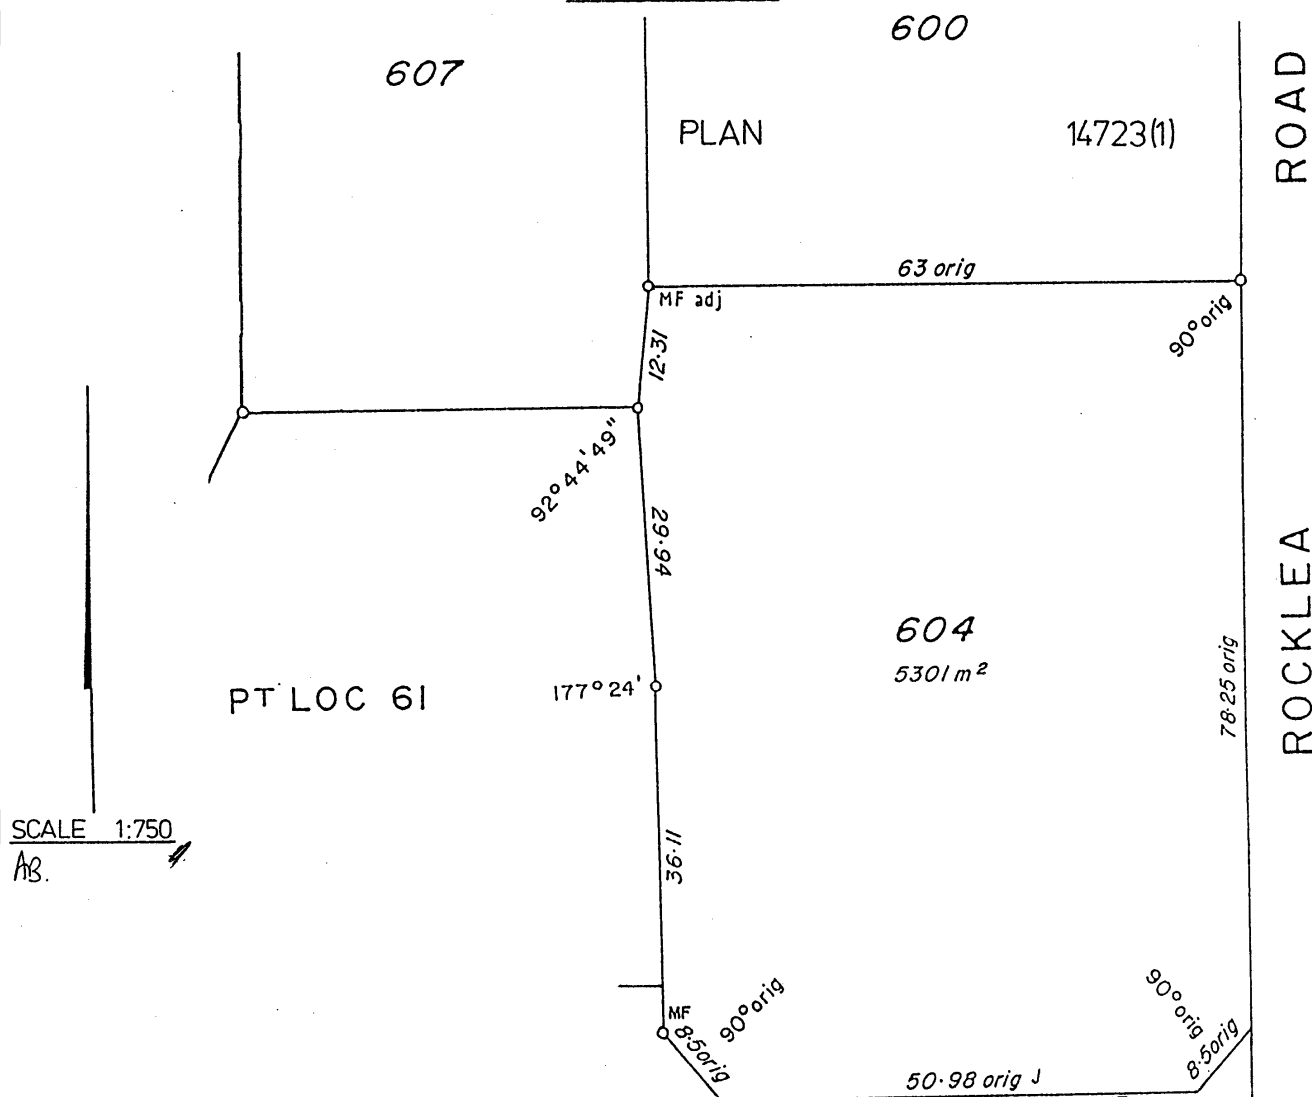 600
607
ROAD
PLAN 14723(1)
63 orig
MF adj
90° orig
12·31
92°44'49"
29·94
604
5301 m²
ROCKLEA
78·25 orig
PT LOC 61
177°24'
SCALE 1:750
AB.
36·11
90° orig
90° orig
MF
8·5 orig
8·5 orig
50·98 orig J